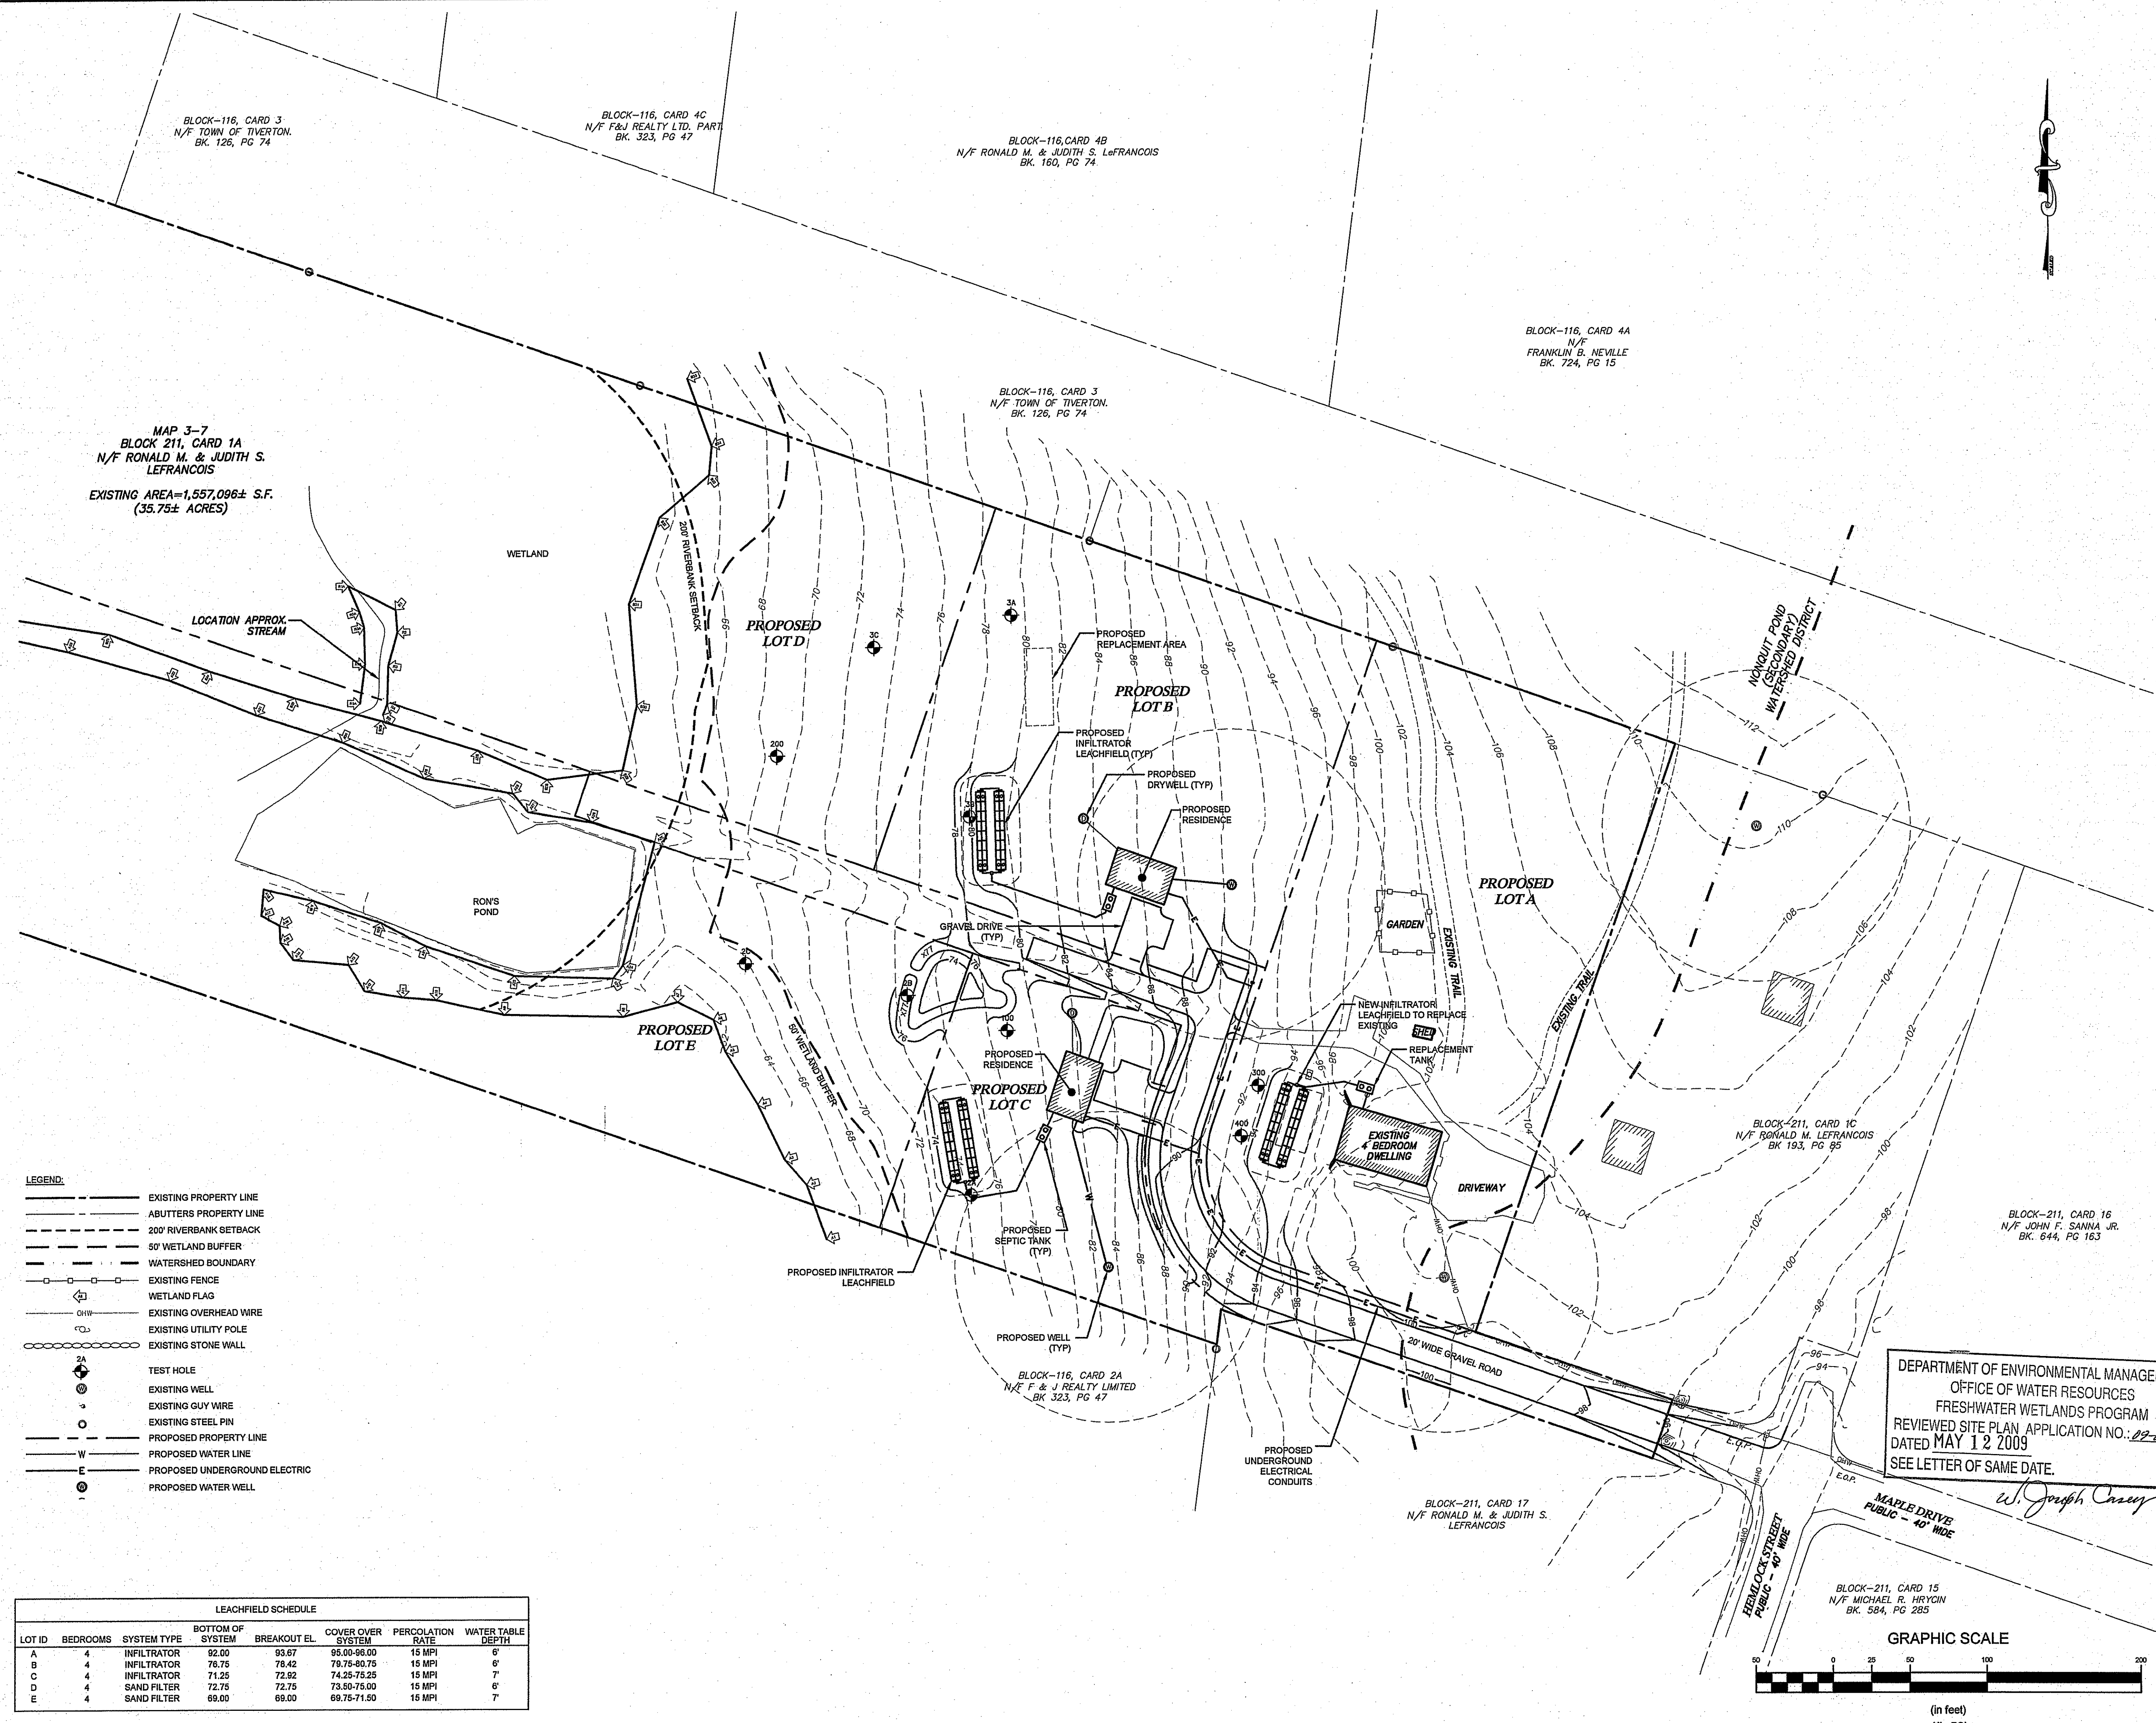 BLOCK-116, CARD 3
N/F TOWN OF TIVERTON.
BK. 126, PG 74
BLOCK-116, CARD 4C
N/F F&J REALTY LTD. PART.
BK. 323, PG 47
BLOCK-116,CARD 4B
N/F RONALD M. & JUDITH S. LeFRANCOIS
BK. 160, PG 74
BLOCK-116, CARD 4A
N/F
FRANKLIN B. NEVILLE
BK. 724, PG 15
BLOCK-116, CARD 3
N/F TOWN OF TIVERTON.
BK. 126, PG 74
MAP 3-7
BLOCK 211, CARD 1A
N/F RONALD M. & JUDITH S.
LEFRANCOIS
EXISTING AREA=1,557,096± S.F.
(35.75± ACRES)
WETLAND
200' RIVERBANK SETBACK
LOCATION APPROX.
STREAM
PROPOSED
LOT D
3C
3A
200
PROPOSED
REPLACEMENT AREA
PROPOSED
LOT B
PROPOSED
INFILTRATOR
LEACHFIELD (TYP)
PROPOSED
DRYWELL (TYP)
PROPOSED
RESIDENCE
NONQUIT POND
(SECONDARY)
WATERSHED DISTRICT
PROPOSED
LOT A
GARDEN
EXISTING TRAIL
EXISTING TRAIL
GRAVEL DRIVE
(TYP)
RON'S
POND
2C
2B
100
PROPOSED
LOT E
50' WETLAND BUFFER
PROPOSED
RESIDENCE
PROPOSED
LOT C
NEW INFILTRATOR
LEACHFIELD TO REPLACE
EXISTING
SHED
REPLACEMENT
TANK
300
400
EXISTING
4 BEDROOM
DWELLING
DRIVEWAY
BLOCK-211, CARD 1C
N/F RONALD M. LEFRANCOIS
BK 193, PG 85
BLOCK-211, CARD 16
N/F JOHN F. SANNA JR.
BK. 644, PG 163
PROPOSED
SEPTIC TANK
(TYP)
PROPOSED INFILTRATOR
LEACHFIELD
PROPOSED WELL
(TYP)
BLOCK-116, CARD 2A
N/F F & J REALTY LIMITED
BK 323, PG 47
20' WIDE GRAVEL ROAD
PROPOSED
UNDERGROUND
ELECTRICAL
CONDUITS
BLOCK-211, CARD 17
N/F RONALD M. & JUDITH S.
LEFRANCOIS
E.O.P.
E.O.P.
MAPLE DRIVE
PUBLIC - 40' WIDE
HEMLOCK STREET
PUBLIC - 40' WIDE
BLOCK-211, CARD 15
N/F MICHAEL R. HRYCIN
BK. 584, PG 285
DEPARTMENT OF ENVIRONMENTAL MANAGE
OFFICE OF WATER RESOURCES
FRESHWATER WETLANDS PROGRAM
REVIEWED SITE PLAN APPLICATION NO.: 09-
DATED MAY 12 2009
SEE LETTER OF SAME DATE.
W. Joseph Casey
LEGEND:
EXISTING PROPERTY LINE
ABUTTERS PROPERTY LINE
200' RIVERBANK SETBACK
50' WETLAND BUFFER
WATERSHED BOUNDARY
EXISTING FENCE
WETLAND FLAG
OHW EXISTING OVERHEAD WIRE
EXISTING UTILITY POLE
EXISTING STONE WALL
2A TEST HOLE
W EXISTING WELL
EXISTING GUY WIRE
EXISTING STEEL PIN
PROPOSED PROPERTY LINE
W PROPOSED WATER LINE
E PROPOSED UNDERGROUND ELECTRIC
W PROPOSED WATER WELL
LEACHFIELD SCHEDULE
LOT ID BEDROOMS SYSTEM TYPE BOTTOM OF SYSTEM BREAKOUT EL. COVER OVER SYSTEM PERCOLATION RATE WATER TABLE DEPTH
A 4 INFILTRATOR 92.00 93.67 95.00-96.00 15 MPI 6'
B 4 INFILTRATOR 76.75 78.42 79.75-80.75 15 MPI 6'
C 4 INFILTRATOR 71.25 72.92 74.25-75.25 15 MPI 7'
D 4 SAND FILTER 72.75 72.75 73.50-75.00 15 MPI 6'
E 4 SAND FILTER 69.00 69.00 69.75-71.50 15 MPI 7'
GRAPHIC SCALE
50 0 25 50 100 200
(in feet)